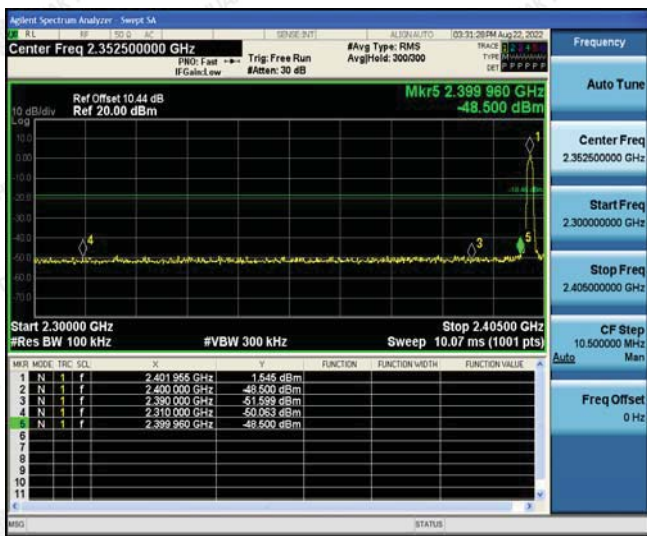 Agilent Spectrum Analyzer - Swept SA
RL RF 50 Ω AC SENSE:INT ALIGN AUTO 03:31:28 PM Aug 22, 2022
Center Freq 2.352500000 GHz
PNO: Fast
IFGain:Low
Trig: Free Run
#Atten: 30 dB
#Avg Type: RMS
Avg|Hold: 300/300
TRACE 1 2 3 4 5 6
TYPE
DET P P P P P P
Ref Offset 10.44 dB
10 dB/div Ref 20.00 dBm
Log
Mkr5 2.399 960 GHz
-48.500 dBm
10.0
0.00
-10.0
-20.0
-30.0
-40.0
-50.0
-60.0
-70.0
1
4
3
5
Start 2.30000 GHz Stop 2.40500 GHz
#Res BW 100 kHz #VBW 300 kHz Sweep 10.07 ms (1001 pts)
MKR MODE TRC SCL X Y FUNCTION FUNCTION WIDTH FUNCTION VALUE
1 N 1 f 2.401 955 GHz 1.545 dBm
2 N 1 f 2.400 000 GHz -48.500 dBm
3 N 1 f 2.390 000 GHz -51.599 dBm
4 N 1 f 2.310 000 GHz -50.063 dBm
5 N 1 f 2.399 960 GHz -48.500 dBm
6
7
8
9
10
11
MSG STATUS
Frequency
Auto Tune
Center Freq
2.352500000 GHz
Start Freq
2.300000000 GHz
Stop Freq
2.405000000 GHz
CF Step
10.500000 MHz
Auto Man
Freq Offset
0 Hz